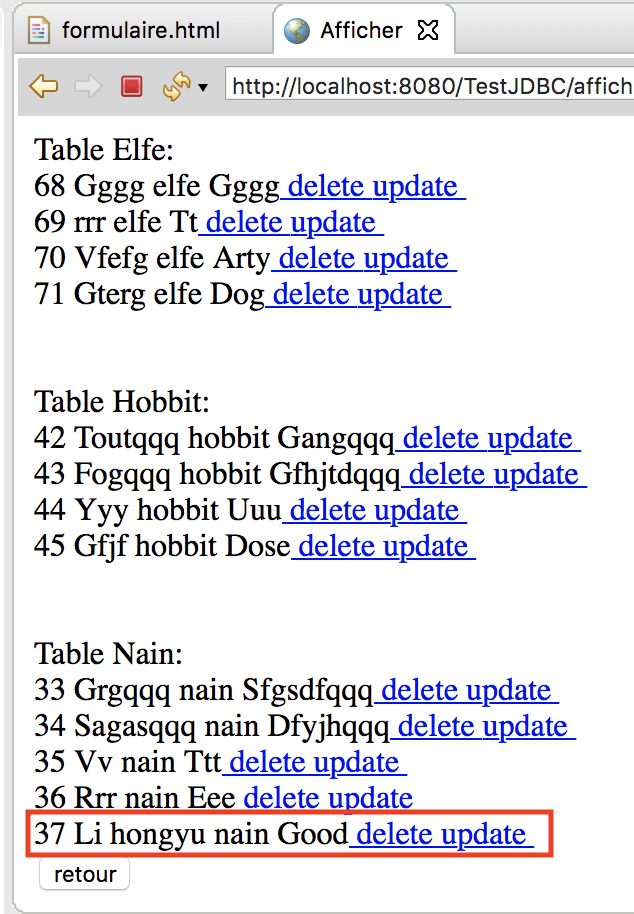 formulaire.html Afficher
http://localhost:8080/TestJDBC/affich
Table Elfe:
68 Gggg elfe Gggg delete update
69 rrr elfe Tt delete update
70 Vfefg elfe Arty delete update
71 Gterg elfe Dog delete update
Table Hobbit:
42 Toutqqq hobbit Gangqqq delete update
43 Fogqqq hobbit Gfhjtdqqq delete update
44 Yyy hobbit Uuu delete update
45 Gfjf hobbit Dose delete update
Table Nain:
33 Grgqqq nain Sfgsdfqqq delete update
34 Sagasqqq nain Dfyjhqqq delete update
35 Vv nain Ttt delete update
36 Rrr nain Eee delete update
37 Li hongyu nain Good delete update
retour